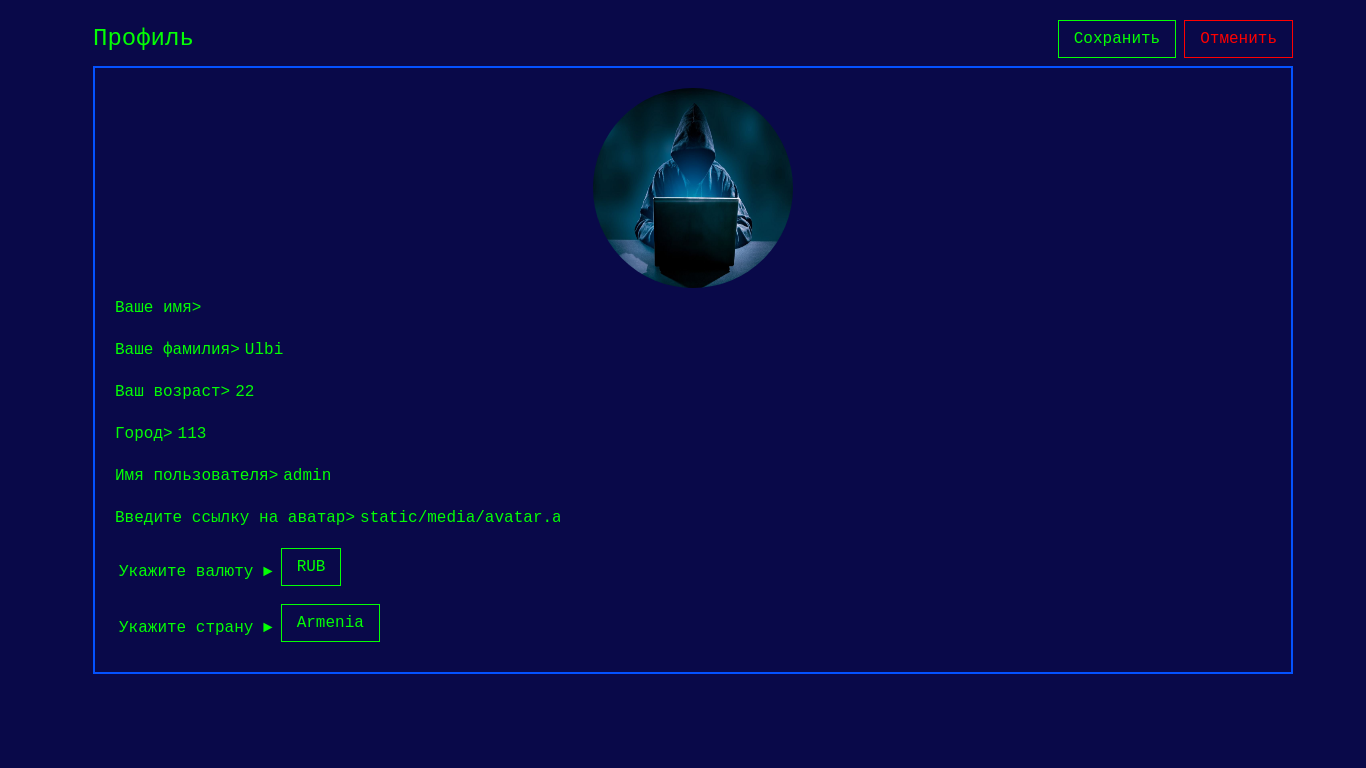 Профиль
Сохранить
Отменить
Ваше имя>
Ваше фамилия> Ulbi
Ваш возраст> 22
Город> 113
Имя пользователя> admin
Введите ссылку на аватар> static/media/avatar.a
Укажите валюту ► RUB
Укажите страну ► Armenia